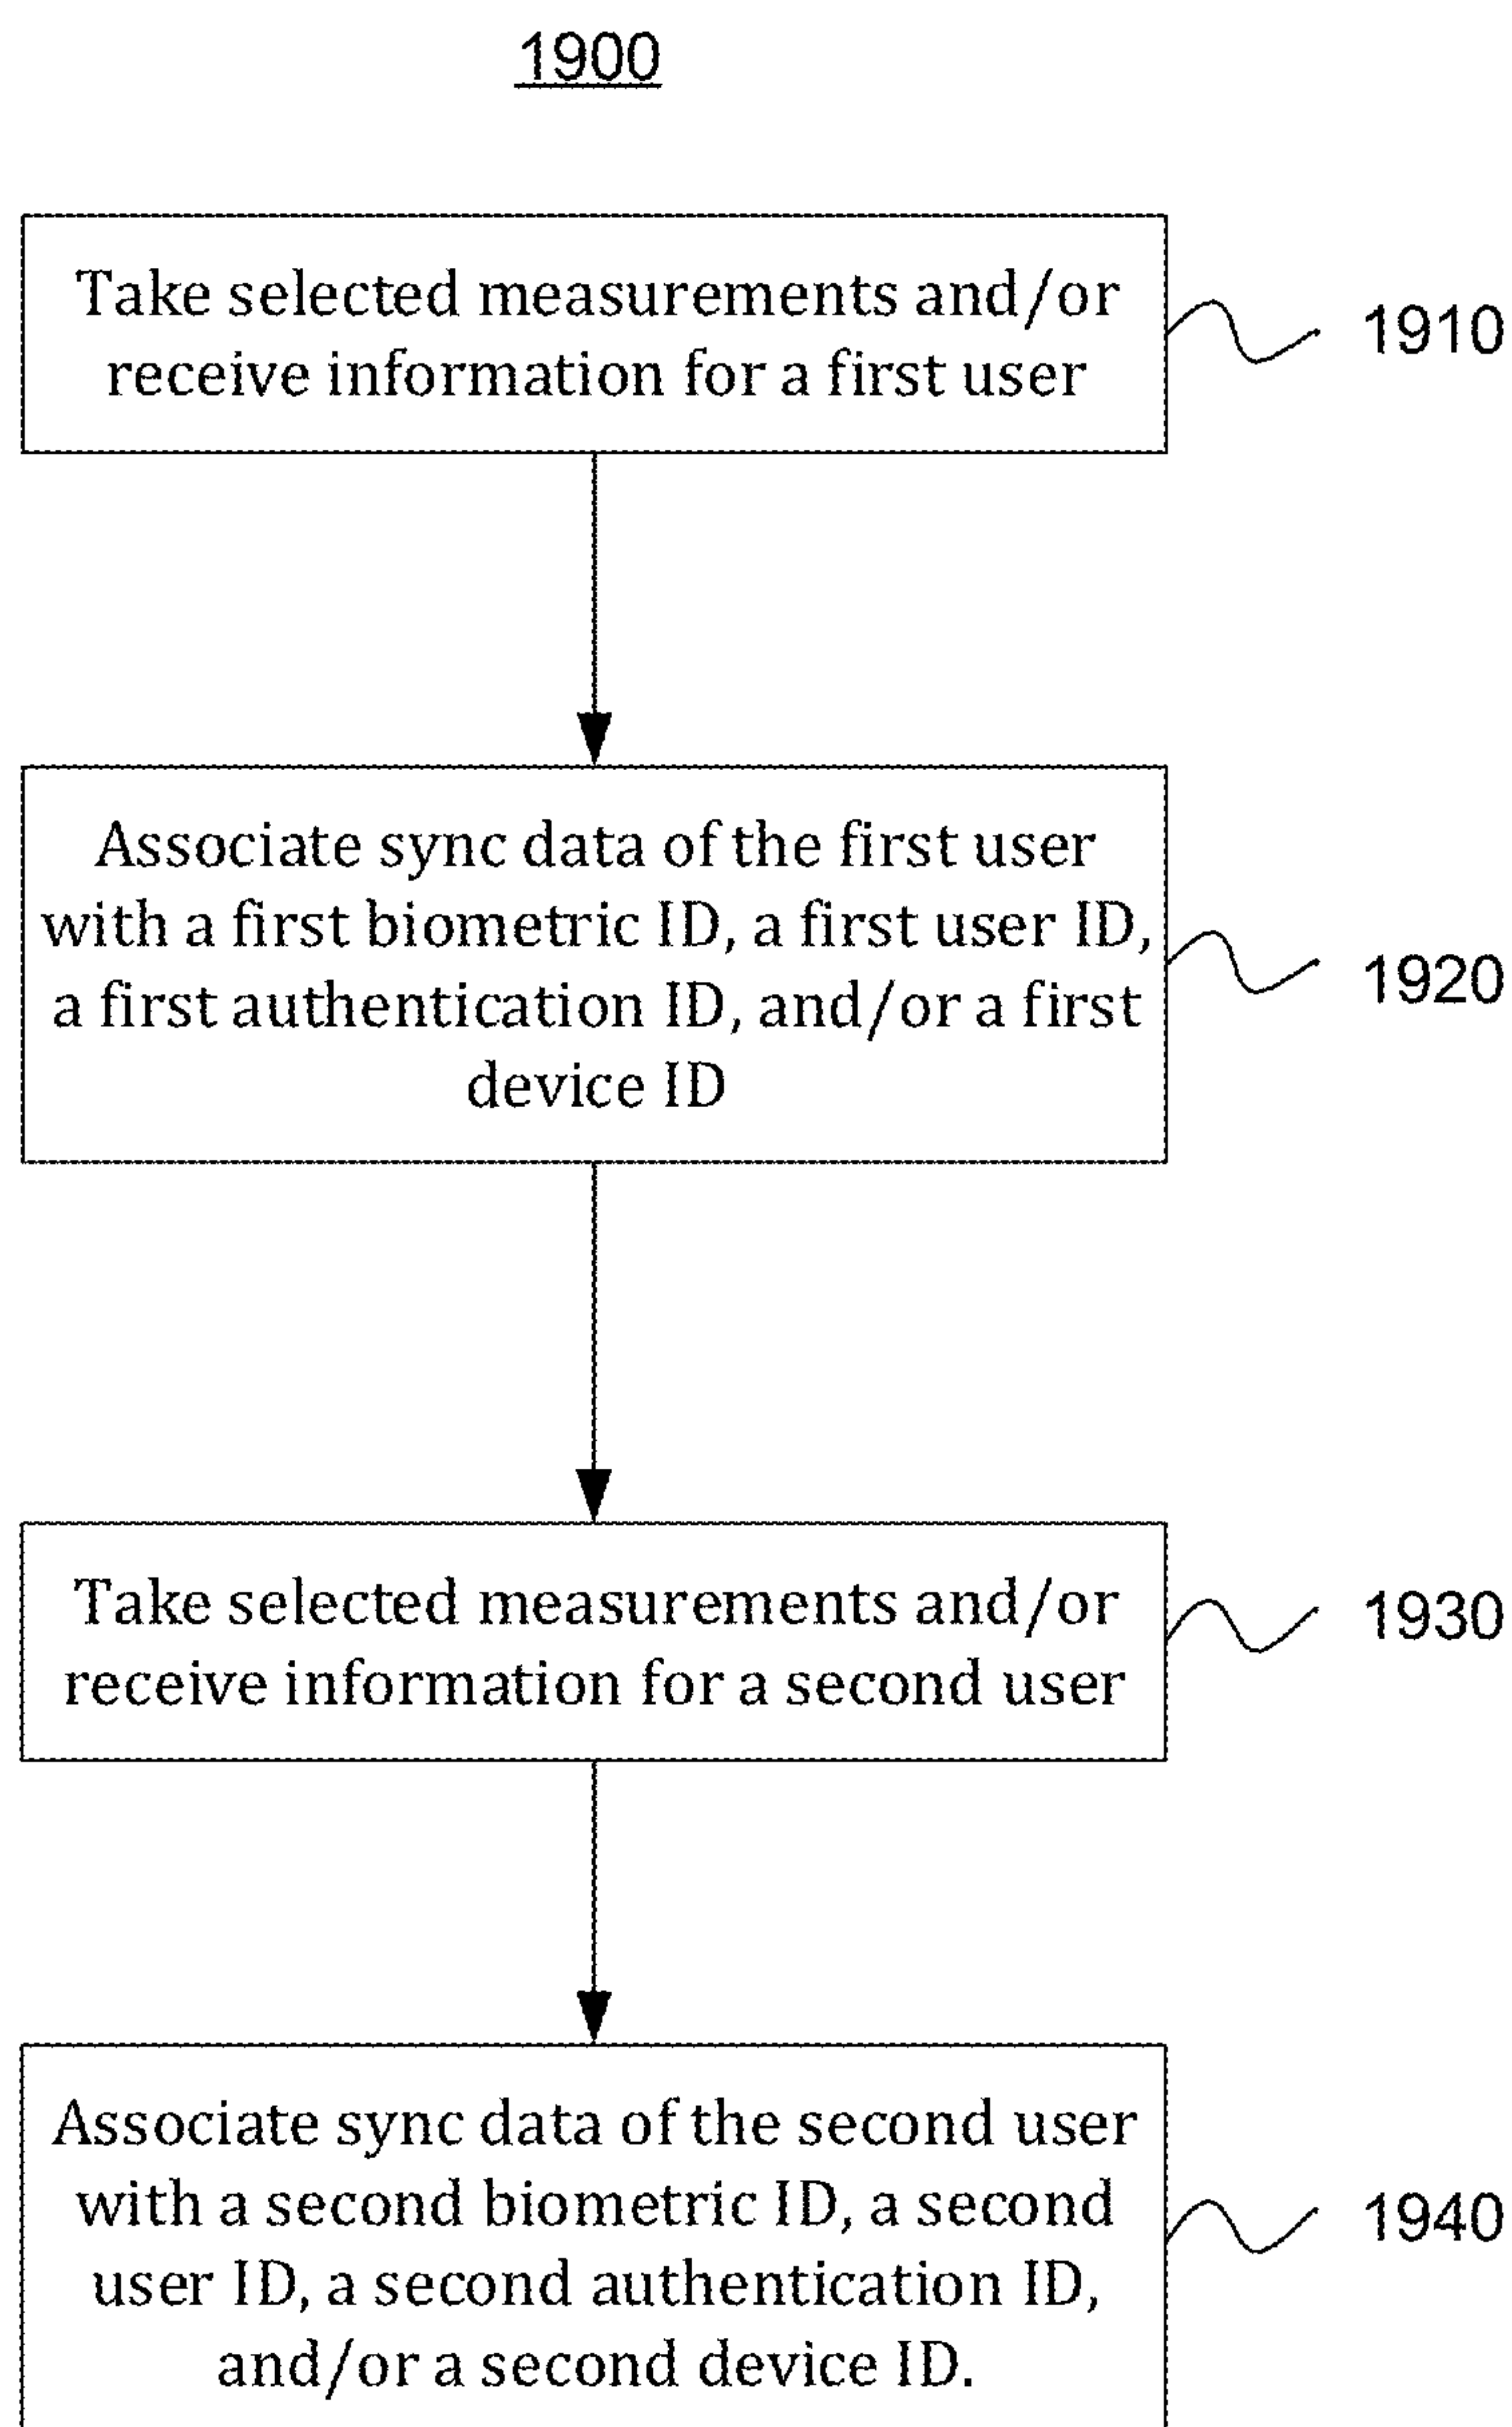 1900
Take selected measurements and/or
receive information for a first user
1910
Associate sync data of the first user
with a first biometric ID, a first user ID,
a first authentication ID, and/or a first
device ID
1920
Take selected measurements and/or
receive information for a second user
1930
Associate sync data of the second user
with a second biometric ID, a second
user ID, a second authentication ID,
and/or a second device ID.
1940